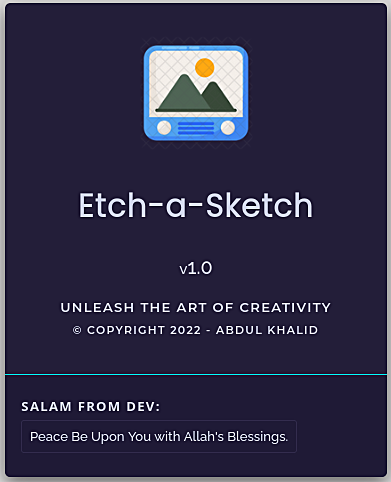 Etch-a-Sketch
v1.0
UNLEASH THE ART OF CREATIVITY
© COPYRIGHT 2022 - ABDUL KHALID
SALAM FROM DEV:
Peace Be Upon You with Allah's Blessings.